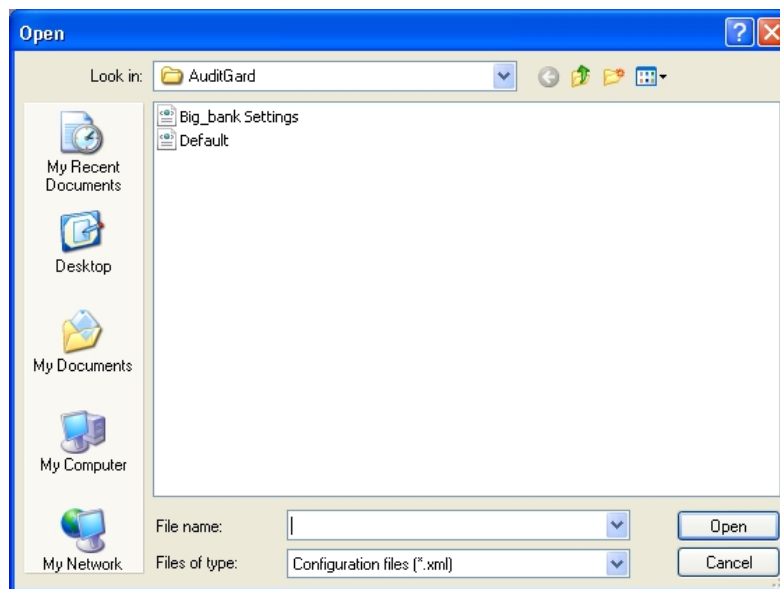 Open
Look in: AuditGard
Big_bank Settings
Default
My Recent
Documents
Desktop
My Documents
My Computer
My Network
File name:
Open
Files of type: Configuration files (*.xml)
Cancel